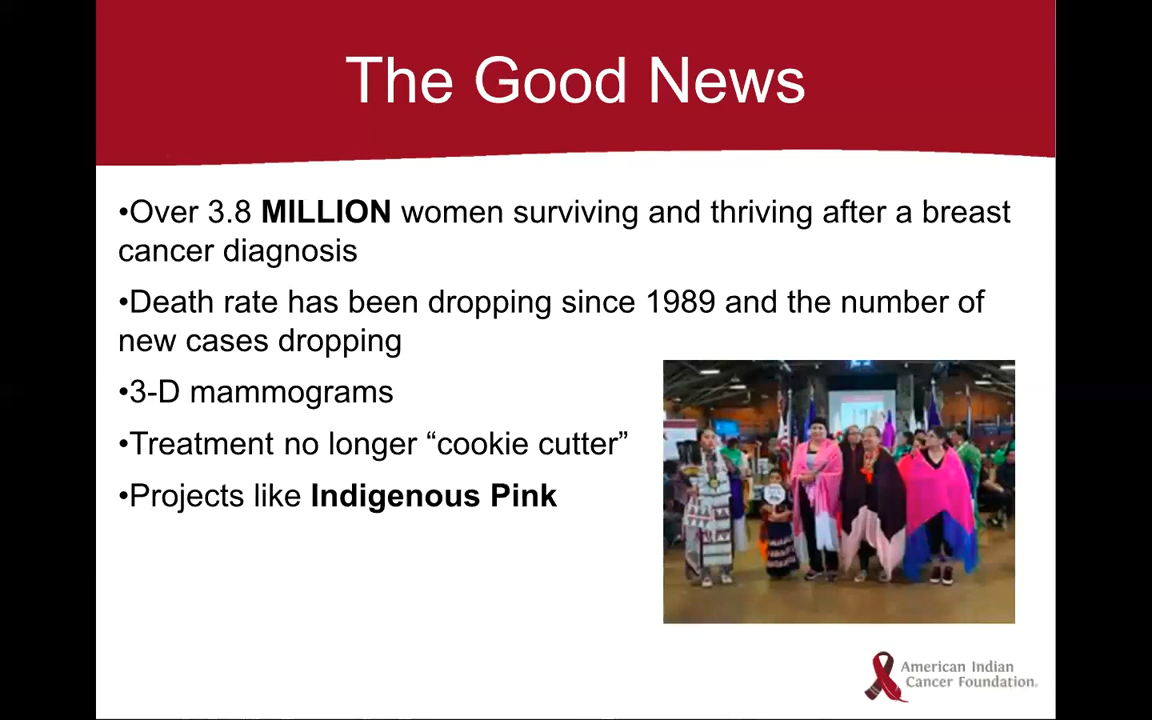 The Good News
•Over 3.8 MILLION women surviving and thriving after a breast
cancer diagnosis
•Death rate has been dropping since 1989 and the number of
new cases dropping
•3-D mammograms
•Treatment no longer “cookie cutter”
•Projects like Indigenous Pink
American Indian
Cancer Foundation.